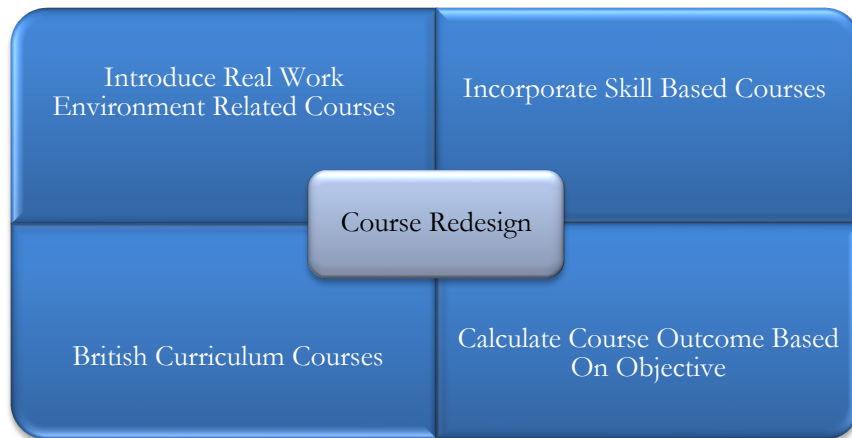 Introduce Real Work
Environment Related Courses
Incorporate Skill Based Courses
Course Redesign
British Curriculum Courses
Calculate Course Outcome Based
On Objective